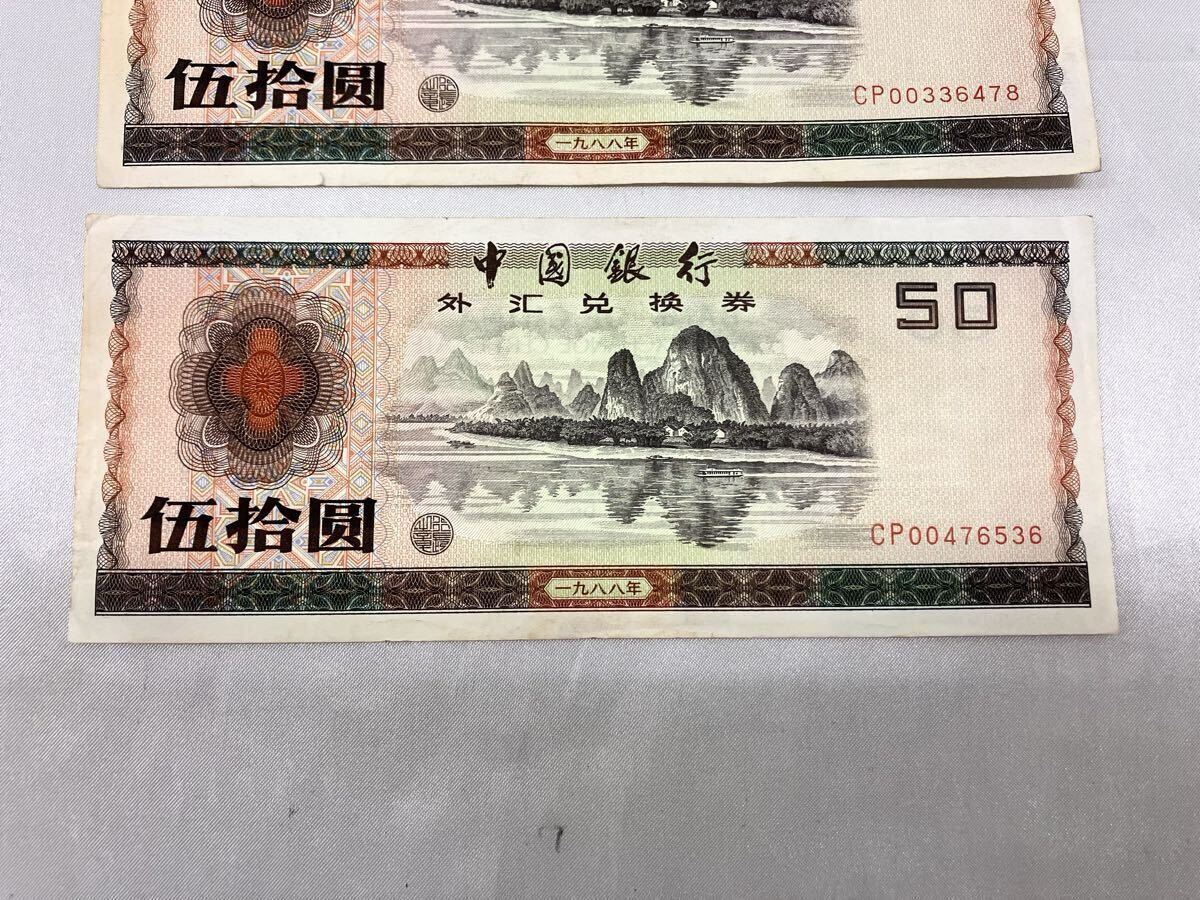 伍拾圆
CP00336478
一九八八年
中國銀行
外汇兑换券
50
伍拾圆
CP00476536
一九八八年